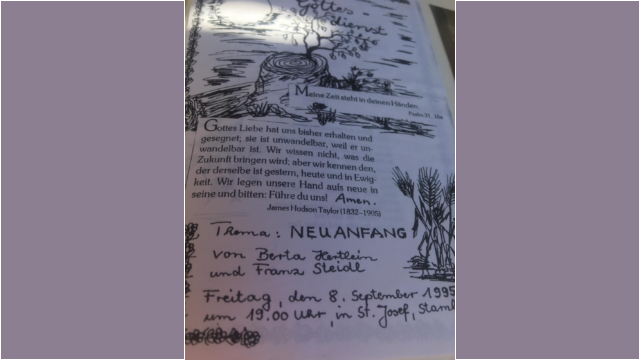 Gottes-
dienst
Meine Zeit steht in deinen Händen.
Psalm 31, 16a
Gottes Liebe hat uns bisher erhalten und
gesegnet; sie ist unwandelbar, weil er un-
wandelbar ist. Wir wissen nicht, was die
Zukunft bringen wird; aber wir kennen den,
der derselbe ist gestern, heute und in Ewig-
keit. Wir legen unsere Hand aufs neue in
seine und bitten: Führe du uns! Amen.
James Hudson Taylor (1832–1905)
Thema: NEUANFANG
von Berta Hertlein
und Franz Steidl
Freitag, den 8. September 1995
um 19.00 Uhr, in St. Josef,